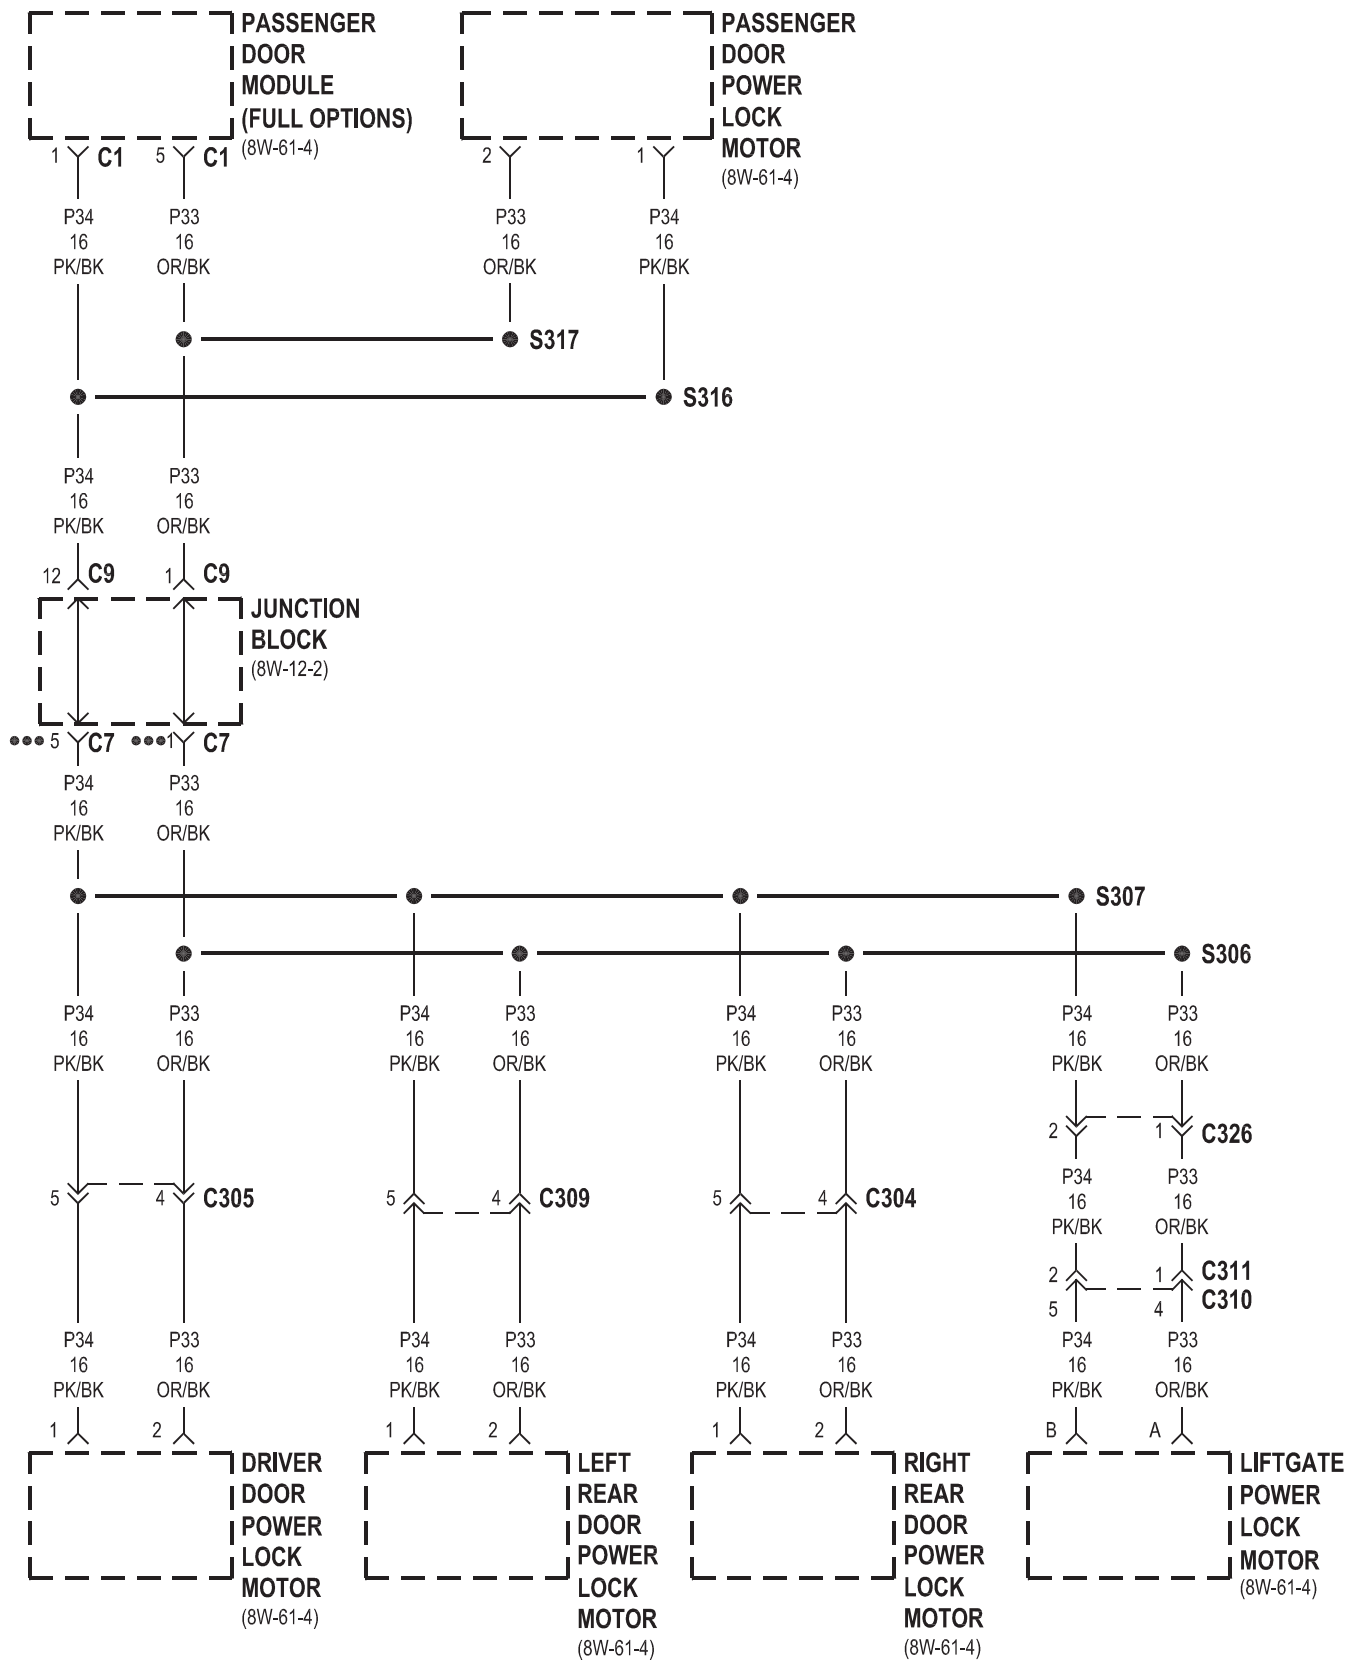 PASSENGER
DOOR
MODULE
(FULL OPTIONS)
(8W-61-4)
PASSENGER
DOOR
POWER
LOCK
MOTOR
(8W-61-4)
1 C1 5 C1 2 1
P34 P33 P33 P34
16 16 16 16
PK/BK OR/BK OR/BK PK/BK
S317
S316
P34 P33
16 16
PK/BK OR/BK
12 C9 1 C9
JUNCTION
BLOCK
(8W-12-2)
5 C7 1 C7
P34 P33
16 16
PK/BK OR/BK
S307
S306
P34 P33 P34 P33 P34 P33 P34 P33
16 16 16 16 16 16 16 16
PK/BK OR/BK PK/BK OR/BK PK/BK OR/BK PK/BK OR/BK
2 1 C326
P34 P33
16 16
PK/BK OR/BK
5 4 C305 5 4 C309 5 4 C304
2 1 C311
5 4 C310
P34 P33 P34 P33 P34 P33 P34 P33
16 16 16 16 16 16 16 16
PK/BK OR/BK PK/BK OR/BK PK/BK OR/BK PK/BK OR/BK
1 2 1 2 1 2 B A
DRIVER
DOOR
POWER
LOCK
MOTOR
(8W-61-4)
LEFT
REAR
DOOR
POWER
LOCK
MOTOR
(8W-61-4)
RIGHT
REAR
DOOR
POWER
LOCK
MOTOR
(8W-61-4)
LIFTGATE
POWER
LOCK
MOTOR
(8W-61-4)